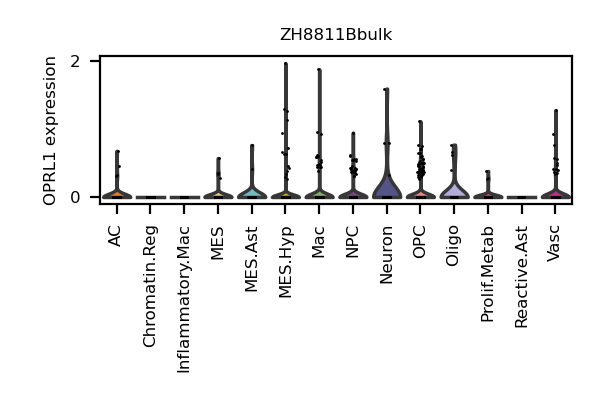 ZH8811Bbulk
OPRL1 expression
2
0
AC
Chromatin.Reg
Inflammatory.Mac
MES
MES.Ast
MES.Hyp
Mac
NPC
Neuron
OPC
Oligo
Prolif.Metab
Reactive.Ast
Vasc